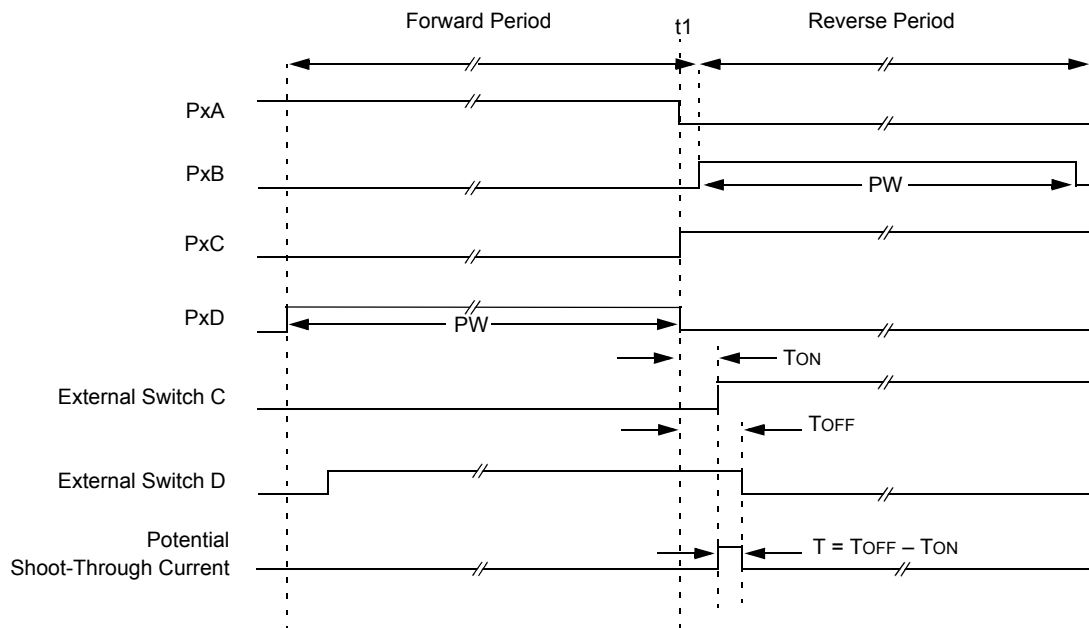 Forward Period
t1
Reverse Period
PxA
PxB
PW
PxC
PxD
PW
TON
External Switch C
TOFF
External Switch D
Potential
Shoot-Through Current
T = TOFF – TON